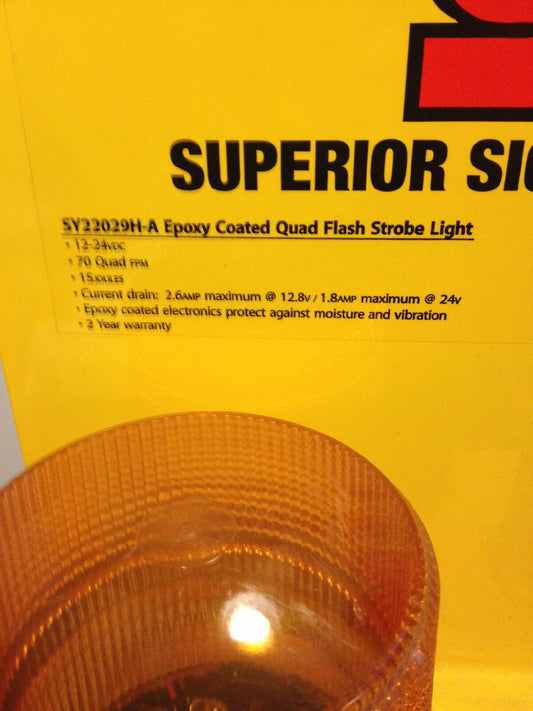 SUPERIOR SIG
SY22029H-A Epoxy Coated Quad Flash Strobe Light
• 12-24VDC
• 70 Quad FPM
• 15JOULES
• Current drain: 2.6AMP maximum @ 12.8V / 1.8AMP maximum @ 24V
• Epoxy coated electronics protect against moisture and vibration
• 2 Year warranty